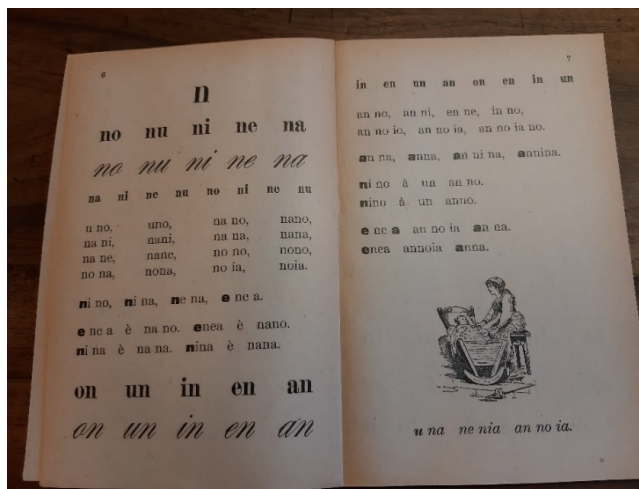 6
n
no nu ni ne na
no nu ni ne na
na ni ne nu no ni ne nu
u no, uno, na no, nano,
na ni, nani, na na, nana,
na ne, nane, no no, nono,
no na, nona, no ia, noia.
ni no, ni na, ne na, e ne a.
e ne a è na no. enea è nano.
ni na è na na. nina è nana.
on un in en an
on un in en an
7
in en un an on en in un
an no, an ni, en ne, in no,
an no io, an no ia, an no ia no.
an na, anna, an ni na, annina.
ni no à un an no.
nino à un anno.
e ne a an no ia an na.
enea annoia anna.
u na ne nia an no ia.